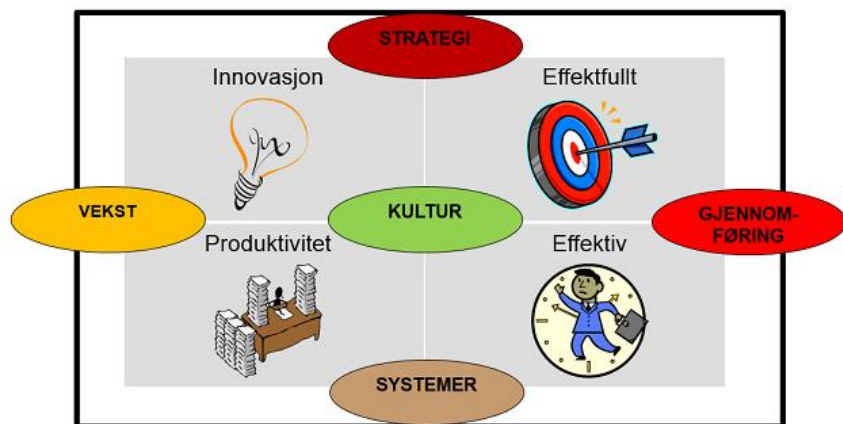 STRATEGI
Innovasjon
Effektfullt
VEKST
KULTUR
GJENNOM-
FØRING
Produktivitet
Effektiv
SYSTEMER